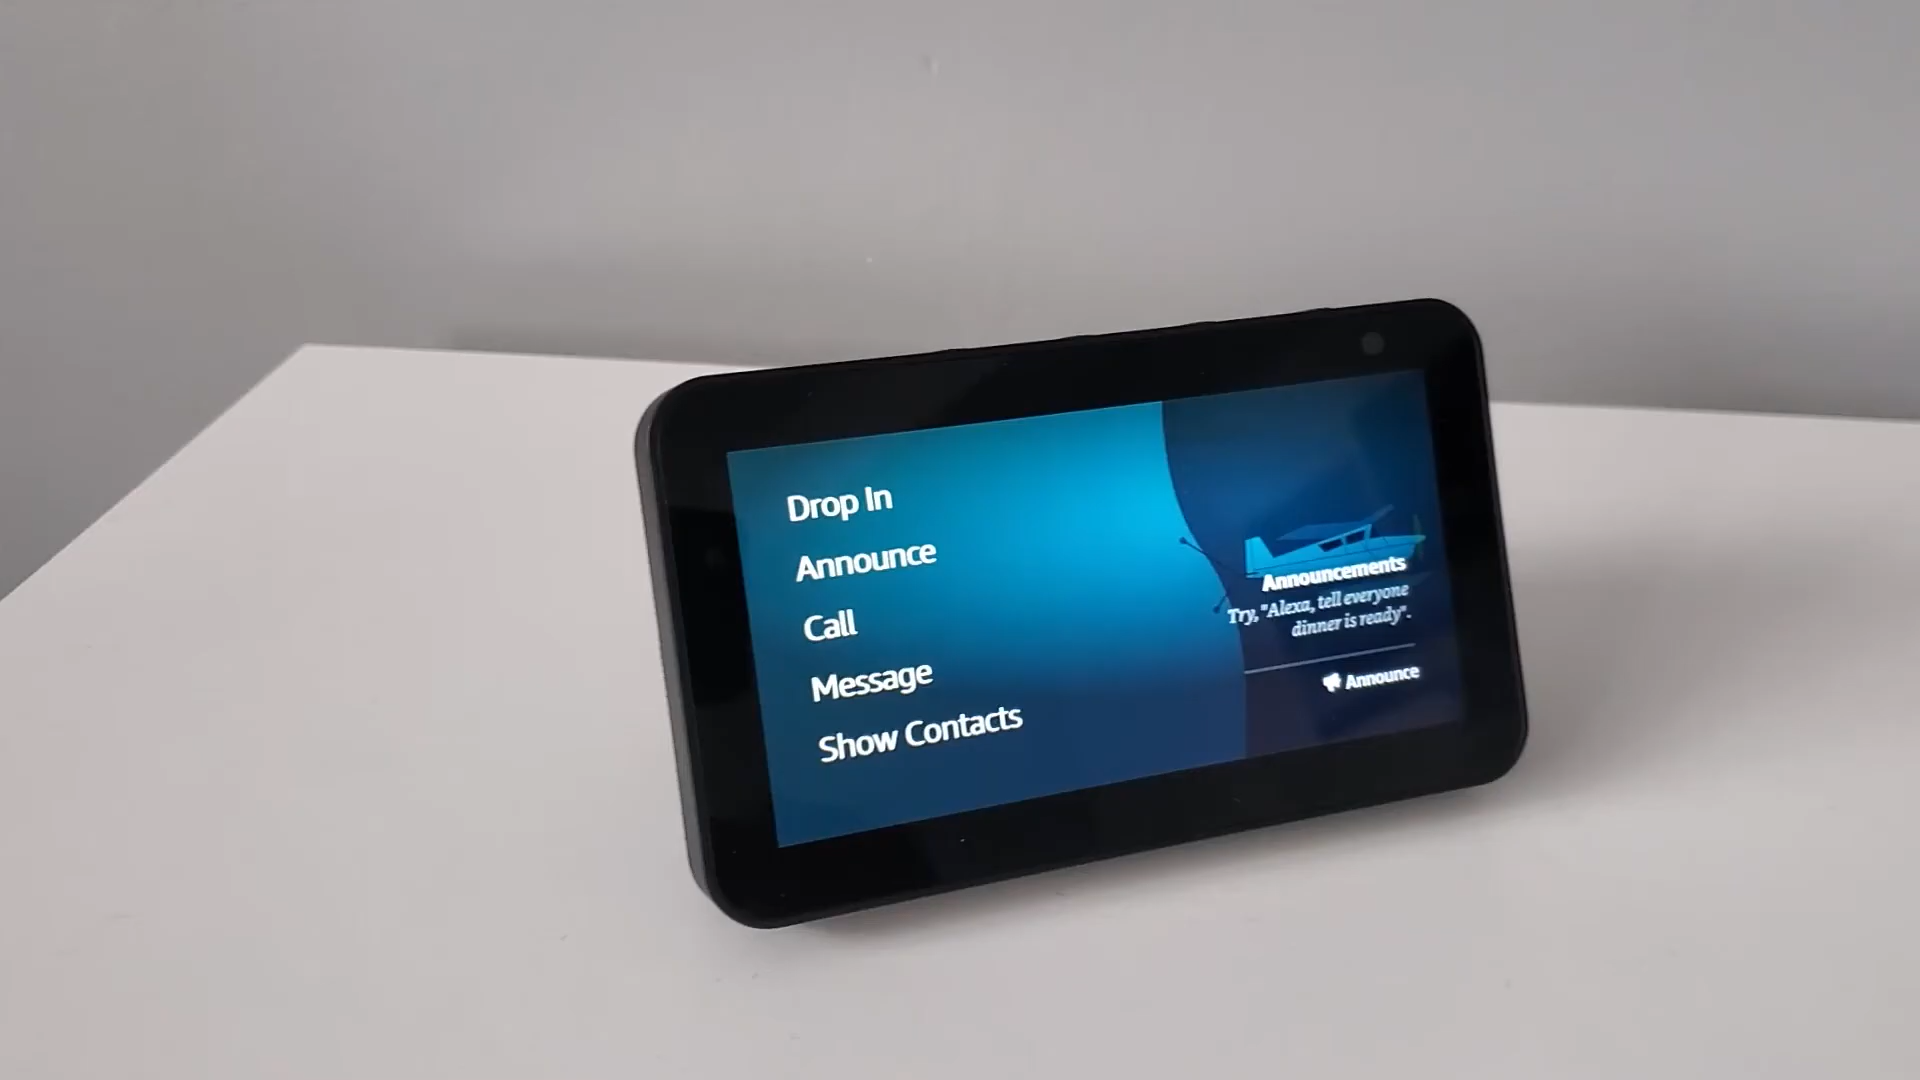 Drop In
Announce
Call
Message
Show Contacts
Announcements
Try, "Alexa, tell everyone
dinner is ready".
Announce